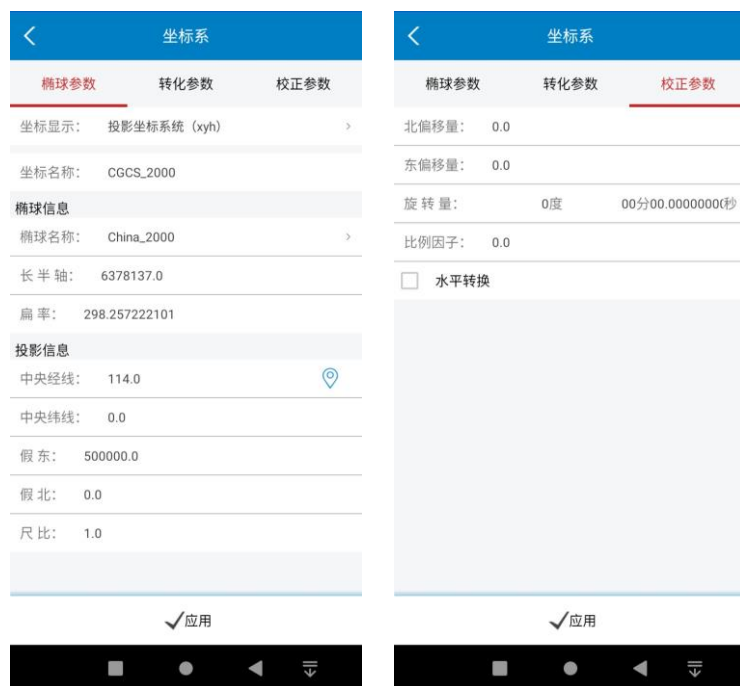 坐标系
椭球参数 转化参数 校正参数
坐标显示： 投影坐标系统（xyh）
坐标名称： CGCS_2000
椭球信息
椭球名称： China_2000
长 半 轴： 6378137.0
扁 率： 298.257222101
投影信息
中央经线： 114.0
中央纬线： 0.0
假 东： 500000.0
假 北： 0.0
尺 比： 1.0
应用
坐标系
椭球参数 转化参数 校正参数
北偏移量： 0.0
东偏移量： 0.0
旋 转 量： 0度 00分00.0000000(秒
比例因子： 0.0
水平转换
应用